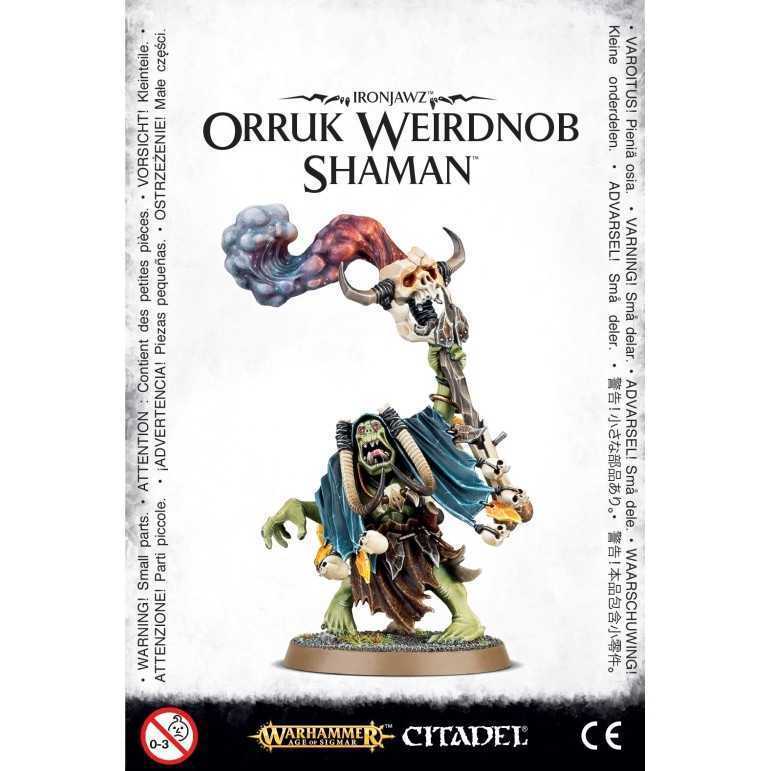 IRONJAWZ™
ORRUK WEIRDNOB
SHAMAN™
• WARNING! Small parts. • ATTENTION : Contient des petites pièces. • VORSICHT! Kleinteile. •
ATTENZIONE! Parti piccole. • ¡ADVERTENCIA! Piezas pequeñas. • OSTRZEŻENIE! Małe części.
• VAROITUS! Pieniä osia. • VARNING! Små delar. • ADVARSEL! Små dele. • WAARSCHUWING!
Kleine onderdelen. • ADVARSEL! Små deler. • 警告!小さな部品あり。• 警告!本品包含小零件。
0-3
WARHAMMER™
AGE OF SIGMAR
CITADEL®
CE